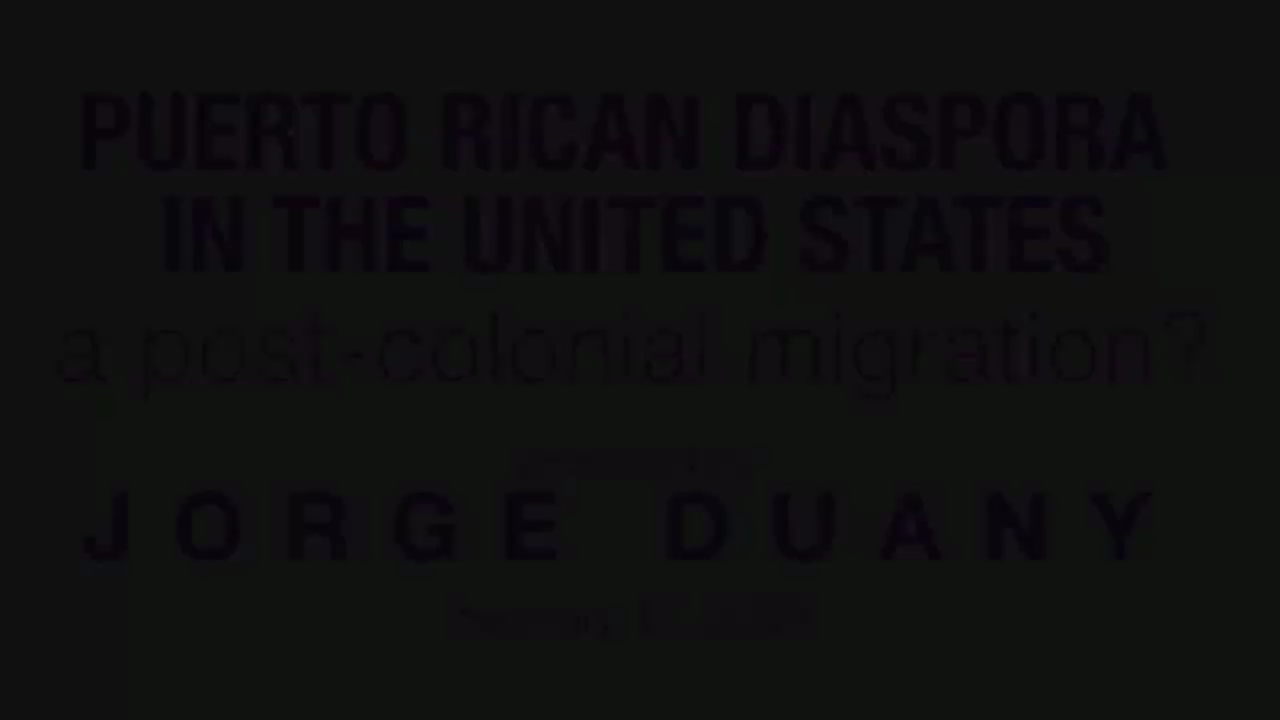 PUERTO RICAN DIASPORA
IN THE UNITED STATES
a post-colonial migration?
JORGE DUANY